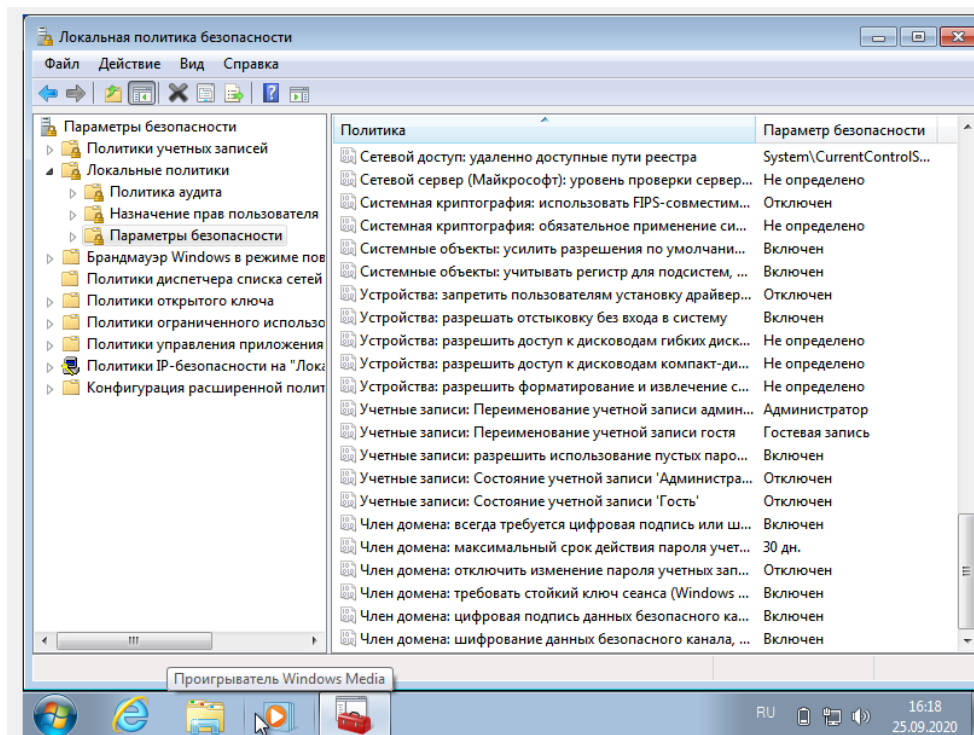 Локальная политика безопасности
Файл Действие Вид Справка
Параметры безопасности
Политики учетных записей
Локальные политики
Политика аудита
Назначение прав пользователя
Параметры безопасности
Брандмауэр Windows в режиме пов
Политики диспетчера списка сетей
Политики открытого ключа
Политики ограниченного использо
Политики управления приложения
Политики IP-безопасности на "Лока
Конфигурация расширенной полит
Политика Параметр безопасности
Сетевой доступ: удаленно доступные пути реестра System\CurrentControlS...
Сетевой сервер (Майкрософт): уровень проверки сервер... Не определено
Системная криптография: использовать FIPS-совместим... Отключен
Системная криптография: обязательное применение си... Не определено
Системные объекты: усилить разрешения по умолчани... Включен
Системные объекты: учитывать регистр для подсистем, ... Включен
Устройства: запретить пользователям установку драйвер... Отключен
Устройства: разрешать отстыковку без входа в систему Включен
Устройства: разрешить доступ к дисководам гибких диск... Не определено
Устройства: разрешить доступ к дисководам компакт-ди... Не определено
Устройства: разрешить форматирование и извлечение с... Не определено
Учетные записи: Переименование учетной записи админ... Администратор
Учетные записи: Переименование учетной записи гостя Гостевая запись
Учетные записи: разрешить использование пустых паро... Включен
Учетные записи: Состояние учетной записи 'Администра... Отключен
Учетные записи: Состояние учетной записи 'Гость' Отключен
Член домена: всегда требуется цифровая подпись или ш... Включен
Член домена: максимальный срок действия пароля учет... 30 дн.
Член домена: отключить изменение пароля учетных зап... Отключен
Член домена: требовать стойкий ключ сеанса (Windows ... Включен
Член домена: цифровая подпись данных безопасного ка... Включен
Член домена: шифрование данных безопасного канала, ... Включен
Проигрыватель Windows Media
RU
16:18
25.09.2020